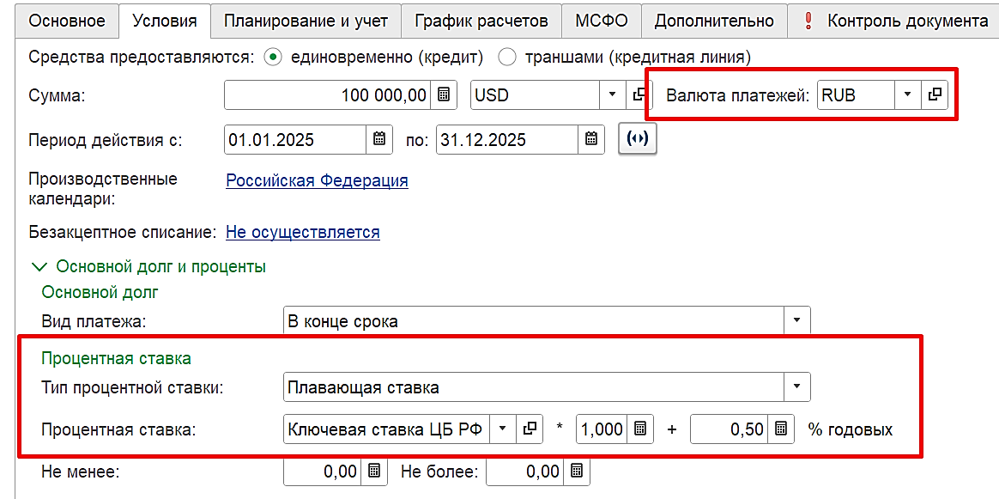 Основное Условия Планирование и учет График расчетов МСФО Дополнительно ! Контроль документа
Средства предоставляются: единовременно (кредит) траншами (кредитная линия)
Сумма: 100 000,00 USD Валюта платежей: RUB
Период действия с: 01.01.2025 по: 31.12.2025
Производственные
календари:
Российская Федерация
Безакцептное списание: Не осуществляется
Основной долг и проценты
Основной долг
Вид платежа: В конце срока
Процентная ставка
Тип процентной ставки: Плавающая ставка
Процентная ставка: Ключевая ставка ЦБ РФ * 1,000 + 0,50 % годовых
Не менее: 0,00 Не более: 0,00